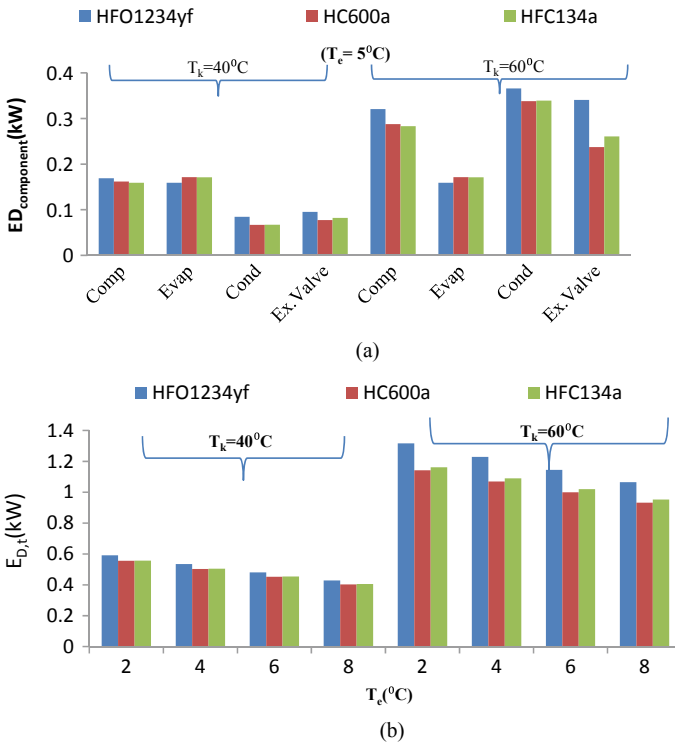 HFO1234yf HC600a HFC134a
(Te= 5⁰C)
Tk=40⁰C Tk=60⁰C
0.4
0.3
0.2
0.1
0
EDcomponent(kW)
Comp Evap Cond Ex. Valve Comp Evap Cond Ex. Valve
(a)
HFO1234yf HC600a HFC134a
Tk=40⁰C Tk=60⁰C
1.4
1.2
1
0.8
0.6
0.4
0.2
0
ED,t(kW)
2 4 6 8 2 4 6 8
Te(⁰C)
(b)